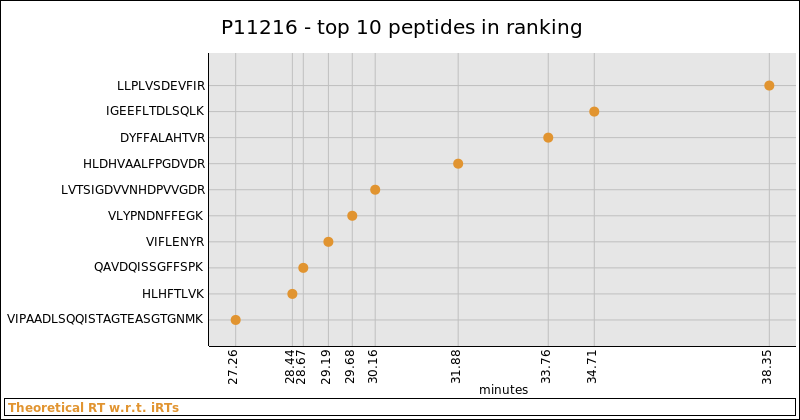 P11216 - top 10 peptides in ranking
LLPLVSDEVFIR
IGEEFLTDLSQLK
DYFFALAHTVR
HLDHVAALFPGDVDR
LVTSIGDVVNHDPVVGDR
VLYPNDNFFEGK
VIFLENYR
QAVDQISSGFFSPK
HLHFTLVK
VIPAADLSQQISTAGTEASGTGNMK
27.26
28.44
28.67
29.19
29.68
30.16
31.88
33.76
34.71
38.35
minutes
Theoretical RT w.r.t. iRTs